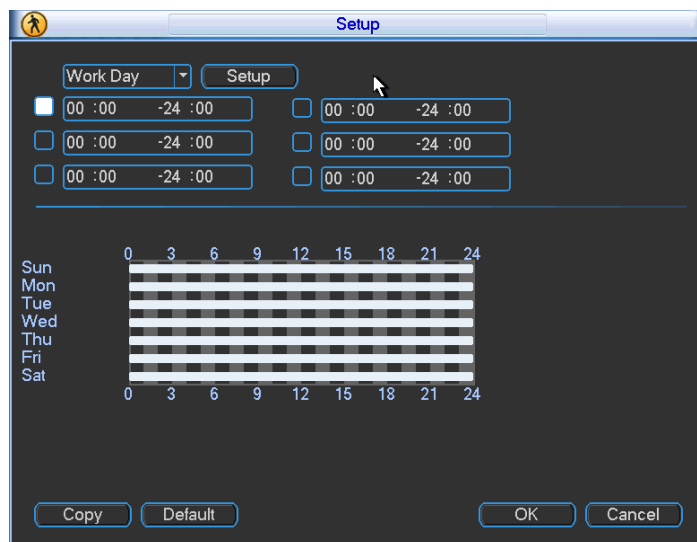 Setup
Work Day Setup
00 :00 -24 :00 00 :00 -24 :00
00 :00 -24 :00 00 :00 -24 :00
00 :00 -24 :00 00 :00 -24 :00
0 3 6 9 12 15 18 21 24
Sun
Mon
Tue
Wed
Thu
Fri
Sat
0 3 6 9 12 15 18 21 24
Copy Default OK Cancel